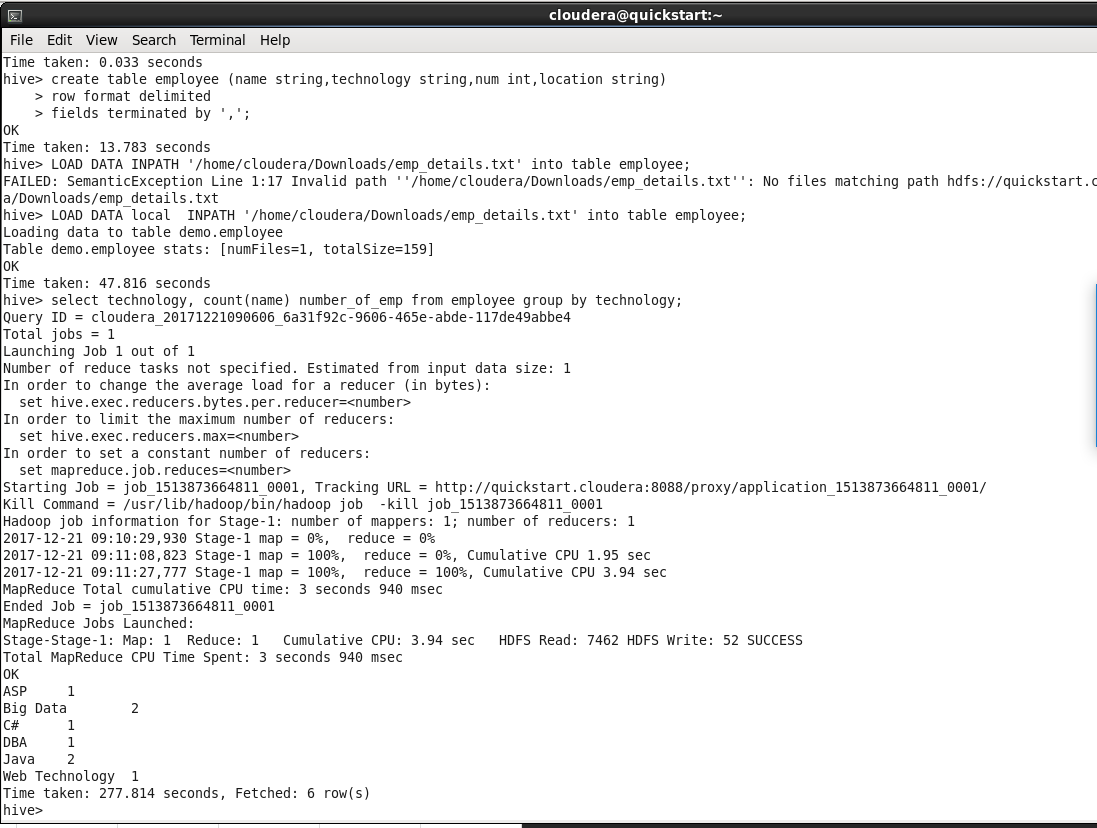 cloudera@quickstart:~
File Edit View Search Terminal Help
Time taken: 0.033 seconds
hive> create table employee (name string,technology string,num int,location string)
    > row format delimited
    > fields terminated by ',';
OK
Time taken: 13.783 seconds
hive> LOAD DATA INPATH '/home/cloudera/Downloads/emp_details.txt' into table employee;
FAILED: SemanticException Line 1:17 Invalid path ''/home/cloudera/Downloads/emp_details.txt'': No files matching path hdfs://quickstart.c
a/Downloads/emp_details.txt
hive> LOAD DATA local  INPATH '/home/cloudera/Downloads/emp_details.txt' into table employee;
Loading data to table demo.employee
Table demo.employee stats: [numFiles=1, totalSize=159]
OK
Time taken: 47.816 seconds
hive> select technology, count(name) number_of_emp from employee group by technology;
Query ID = cloudera_20171221090606_6a31f92c-9606-465e-abde-117de49abbe4
Total jobs = 1
Launching Job 1 out of 1
Number of reduce tasks not specified. Estimated from input data size: 1
In order to change the average load for a reducer (in bytes):
  set hive.exec.reducers.bytes.per.reducer=<number>
In order to limit the maximum number of reducers:
  set hive.exec.reducers.max=<number>
In order to set a constant number of reducers:
  set mapreduce.job.reduces=<number>
Starting Job = job_1513873664811_0001, Tracking URL = http://quickstart.cloudera:8088/proxy/application_1513873664811_0001/
Kill Command = /usr/lib/hadoop/bin/hadoop job  -kill job_1513873664811_0001
Hadoop job information for Stage-1: number of mappers: 1; number of reducers: 1
2017-12-21 09:10:29,930 Stage-1 map = 0%,  reduce = 0%
2017-12-21 09:11:08,823 Stage-1 map = 100%,  reduce = 0%, Cumulative CPU 1.95 sec
2017-12-21 09:11:27,777 Stage-1 map = 100%,  reduce = 100%, Cumulative CPU 3.94 sec
MapReduce Total cumulative CPU time: 3 seconds 940 msec
Ended Job = job_1513873664811_0001
MapReduce Jobs Launched:
Stage-Stage-1: Map: 1  Reduce: 1   Cumulative CPU: 3.94 sec   HDFS Read: 7462 HDFS Write: 52 SUCCESS
Total MapReduce CPU Time Spent: 3 seconds 940 msec
OK
ASP     1
Big Data        2
C#      1
DBA     1
Java    2
Web Technology  1
Time taken: 277.814 seconds, Fetched: 6 row(s)
hive>